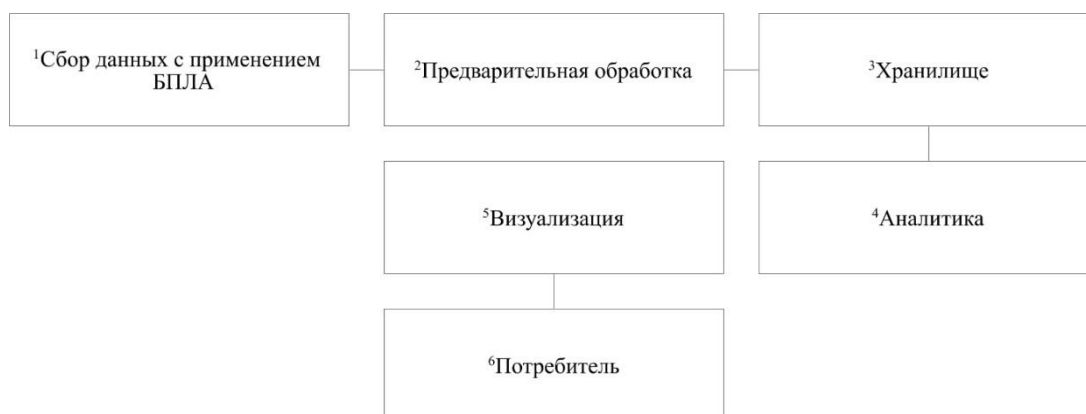 ¹Сбор данных с применением
БПЛА
²Предварительная обработка
³Хранилище
⁵Визуализация
⁴Аналитика
⁶Потребитель